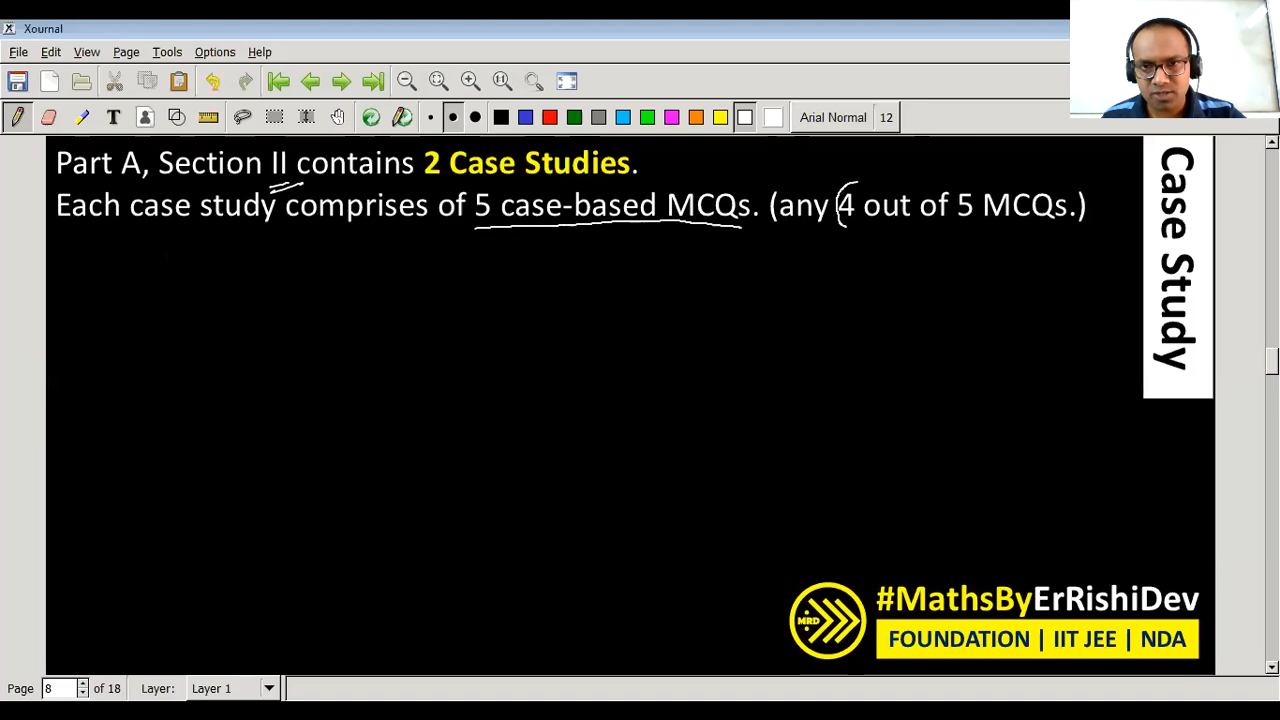 Xournal
File Edit View Page Tools Options Help
Arial Normal 12
Part A, Section II contains 2 Case Studies.
Each case study comprises of 5 case-based MCQs. (any 4 out of 5 MCQs.)
Case Study
MRD
#MathsByErRishiDev
FOUNDATION | IIT JEE | NDA
Page 8 of 18 Layer: Layer 1